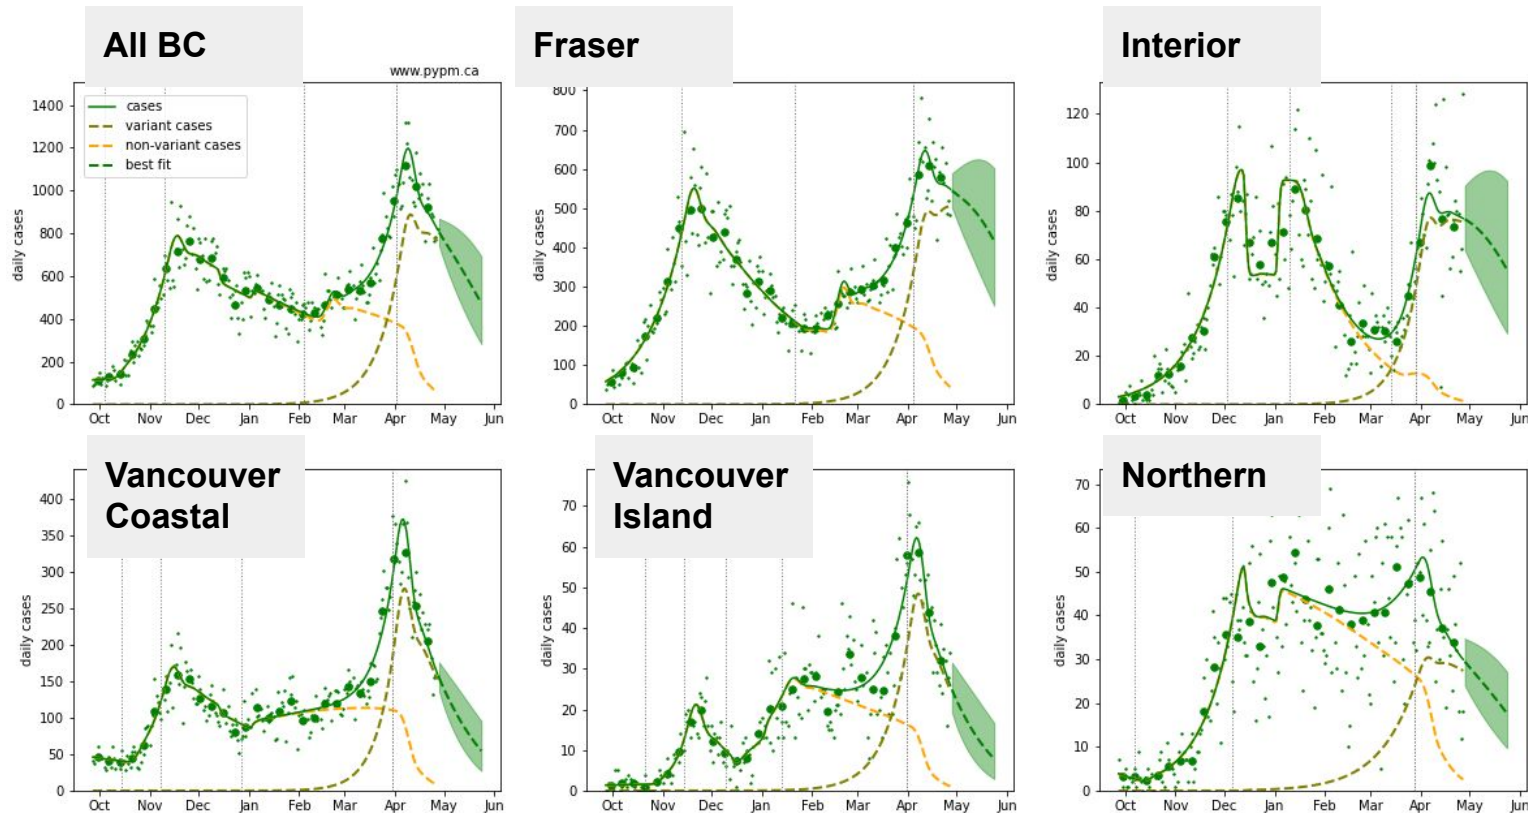 All BC
www.pypm.ca
daily cases
1400
1200
1000
800
600
400
200
0
cases
variant cases
non-variant cases
best fit
Oct Nov Dec Jan Feb Mar Apr May Jun
Fraser
daily cases
800
700
600
500
400
300
200
100
0
Oct Nov Dec Jan Feb Mar Apr May Jun
Interior
daily cases
120
100
80
60
40
20
0
Oct Nov Dec Jan Feb Mar Apr May Jun
Vancouver
Coastal
daily cases
400
350
300
250
200
150
100
50
0
Oct Nov Dec Jan Feb Mar Apr May Jun
Vancouver
Island
daily cases
70
60
50
40
30
20
10
0
Oct Nov Dec Jan Feb Mar Apr May Jun
Northern
daily cases
70
60
50
40
30
20
10
0
Oct Nov Dec Jan Feb Mar Apr May Jun